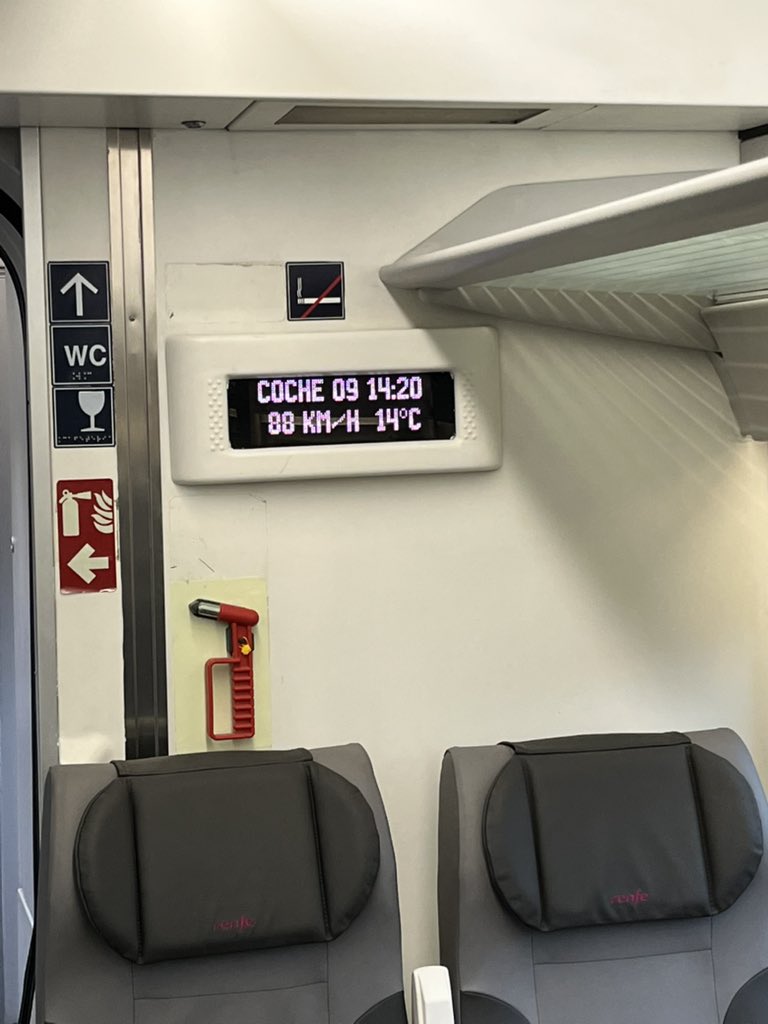 WC
COCHE 09 14:20
88 KM/H 14°C
renfe
renfe